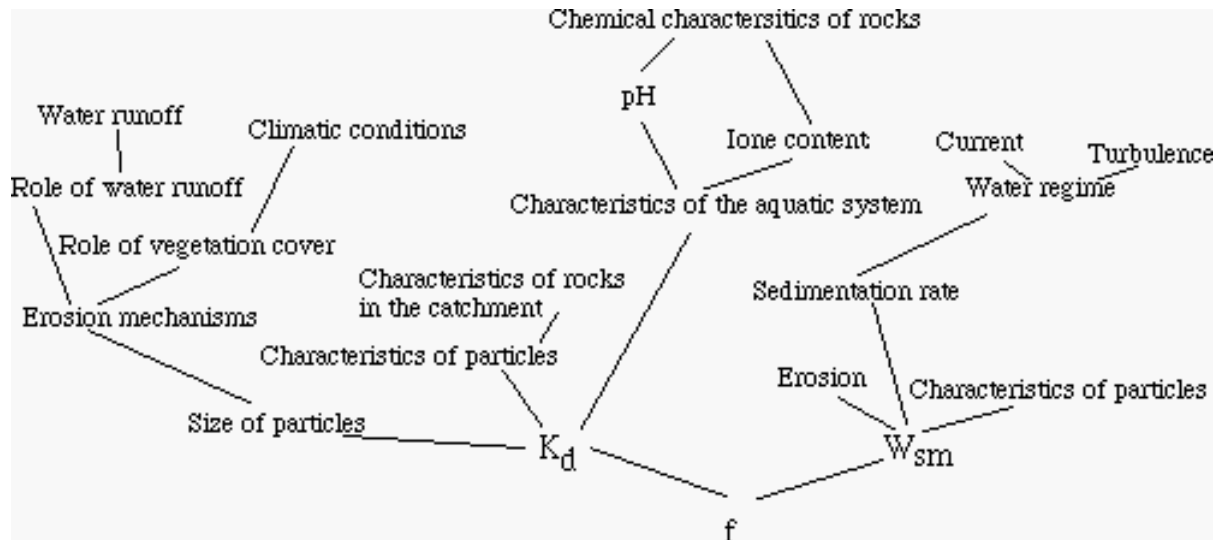 Chemical charactersitics of rocks
pH
Water runoff
Climatic conditions
Ione content
Current
Turbulence
Role of water runoff
Water regime
Characteristics of the aquatic system
Role of vegetation cover
Characteristics of rocks
in the catchment
Sedimentation rate
Erosion mechanisms
Characteristics of particles
Erosion
Characteristics of particles
Size of particles
Kd
Wsm
f